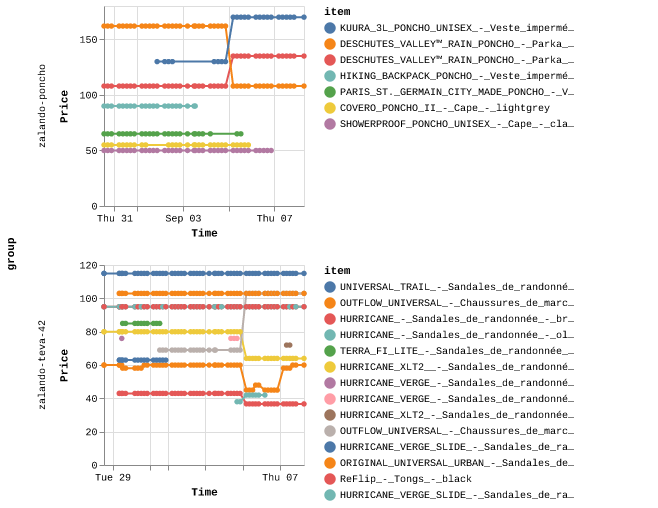 item
KUURA_3L_PONCHO_UNISEX_-_Veste_impermé…
DESCHUTES_VALLEY™_RAIN_PONCHO_-_Parka_…
DESCHUTES_VALLEY™_RAIN_PONCHO_-_Parka_…
HIKING_BACKPACK_PONCHO_-_Veste_impermé…
PARIS_ST._GERMAIN_CITY_MADE_PONCHO_-_V…
COVERO_PONCHO_II_-_Cape_-_lightgrey
SHOWERPROOF_PONCHO_UNISEX_-_Cape_-_cla…
150
100
50
0
Price
zalando-poncho
Thu 31 Sep 03 Thu 07
Time
group
item
UNIVERSAL_TRAIL_-_Sandales_de_randonné…
OUTFLOW_UNIVERSAL_-_Chaussures_de_marc…
HURRICANE_-_Sandales_de_randonnée_-_br…
HURRICANE_-_Sandales_de_randonnée_-_ol…
TERRA_FI_LITE_-_Sandales_de_randonnée_…
HURRICANE_XLT2__-_Sandales_de_randonné…
HURRICANE_VERGE_-_Sandales_de_randonné…
HURRICANE_VERGE_-_Sandales_de_randonné…
HURRICANE_XLT2_-_Sandales_de_randonnée…
OUTFLOW_UNIVERSAL_-_Chaussures_de_marc…
HURRICANE_VERGE_SLIDE_-_Sandales_de_ra…
ORIGINAL_UNIVERSAL_URBAN_-_Sandales_de…
ReFlip_-_Tongs_-_black
HURRICANE_VERGE_SLIDE_-_Sandales_de_ra…
120
100
80
60
40
20
0
Price
zalando-teva-42
Tue 29 Thu 07
Time